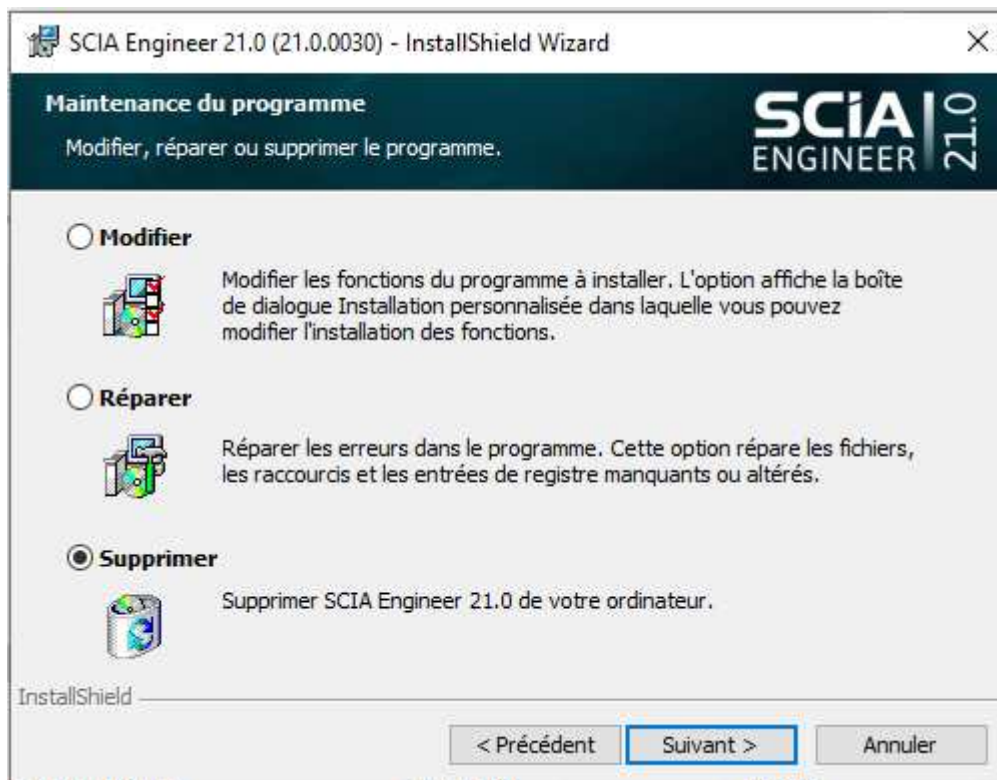 SCIA Engineer 21.0 (21.0.0030) - InstallShield Wizard
Maintenance du programme
Modifier, réparer ou supprimer le programme.
SCiA
ENGINEER
21.0
Modifier
Modifier les fonctions du programme à installer. L'option affiche la boîte
de dialogue Installation personnalisée dans laquelle vous pouvez
modifier l'installation des fonctions.
Réparer
Réparer les erreurs dans le programme. Cette option répare les fichiers,
les raccourcis et les entrées de registre manquants ou altérés.
Supprimer
Supprimer SCIA Engineer 21.0 de votre ordinateur.
InstallShield
< Précédent
Suivant >
Annuler